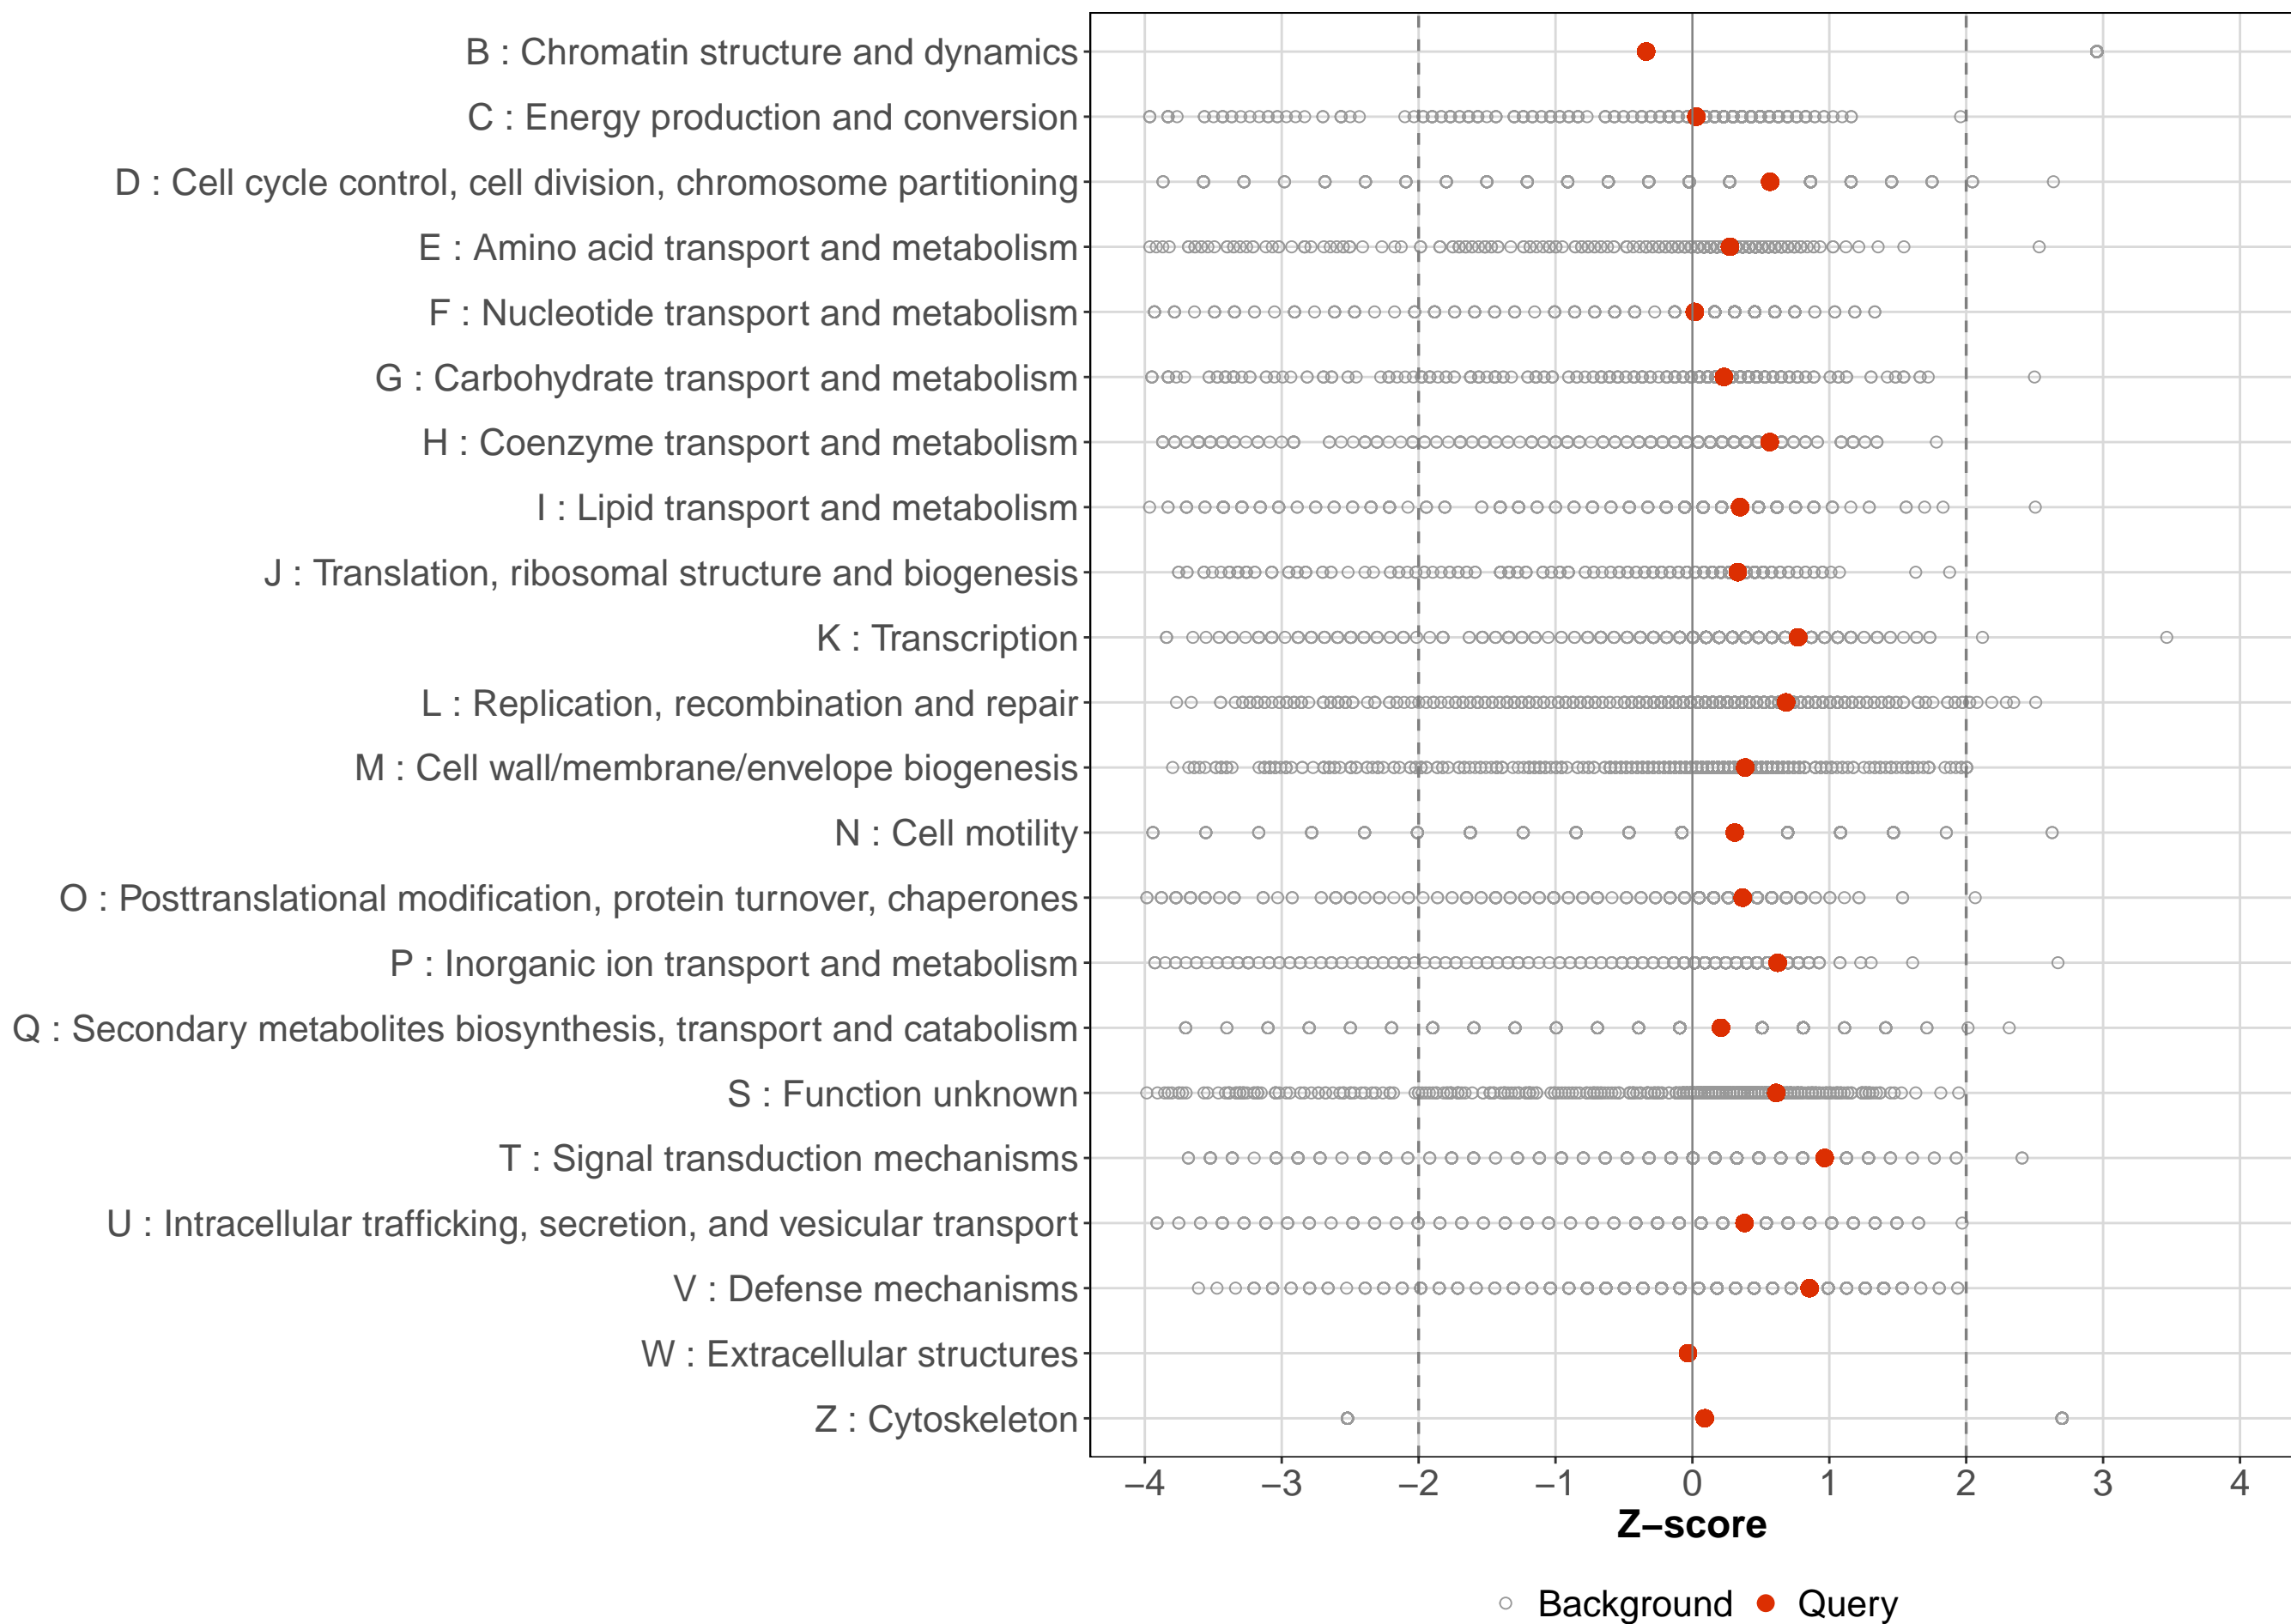 B : Chromatin structure and dynamics
C : Energy production and conversion
D : Cell cycle control, cell division, chromosome partitioning
E : Amino acid transport and metabolism
F : Nucleotide transport and metabolism
G : Carbohydrate transport and metabolism
H : Coenzyme transport and metabolism
I : Lipid transport and metabolism
J : Translation, ribosomal structure and biogenesis
K : Transcription
L : Replication, recombination and repair
M : Cell wall/membrane/envelope biogenesis
N : Cell motility
O : Posttranslational modification, protein turnover, chaperones
P : Inorganic ion transport and metabolism
Q : Secondary metabolites biosynthesis, transport and catabolism
S : Function unknown
T : Signal transduction mechanisms
U : Intracellular trafficking, secretion, and vesicular transport
V : Defense mechanisms
W : Extracellular structures
Z : Cytoskeleton
−4 −3 −2 −1 0 1 2 3 4
Z−score
Background Query